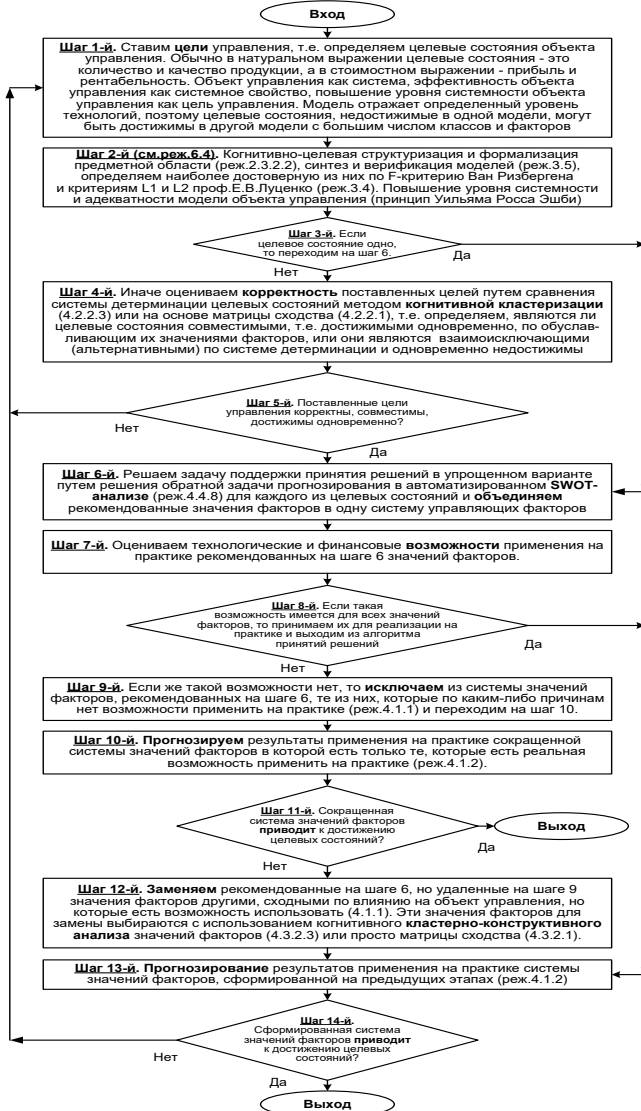 Вход
Шаг 1-й. Ставим цели управления, т.е. определяем целевые состояния объекта
управления. Обычно в натуральном выражении целевые состояния - это
количество и качество продукции, а в стоимостном выражении - прибыль и
рентабельность. Объект управления как система, эффективность объекта
управления как системное свойство, повышение уровня системности объекта
управления как цель управления. Модель отражает определенный уровень
технологий, поэтому целевые состояния, недостижимые в одной модели, могут
быть достижимы в другой модели с большим числом классов и факторов
Шаг 2-й (см.реж.6.4). Когнитивно-целевая структуризация и формализация
предметной области (реж.2.3.2.2), синтез и верификация моделей (реж.3.5),
определяем наиболее достоверную из них по F-критерию Ван Ризбергена
и критериям L1 и L2 проф.Е.В.Луценко (реж.3.4). Повышение уровня системности
и адекватности модели объекта управления (принцип Уильяма Росса Эшби)
Шаг 3-й. Если
целевое состояние одно,
то переходим на шаг 6.
Да
Нет
Шаг 4-й. Иначе оцениваем корректность поставленных целей путем сравнения
системы детерминации целевых состояний методом когнитивной кластеризации
(4.2.2.3) или на основе матрицы сходства (4.2.2.1), т.е. определяем, являются ли
целевые состояния совместимыми, т.е. достижимыми одновременно, по обуслав-
ливающим их значениями факторов, или они являются взаимоисключающими
(альтернативными) по системе детерминации и одновременно недостижимы
Шаг 5-й. Поставленные цели
управления корректны, совместимы,
достижимы одновременно?
Нет
Да
Шаг 6-й. Решаем задачу поддержки принятия решений в упрощенном варианте
путем решения обратной задачи прогнозирования в автоматизированном SWOT-
анализе (реж.4.4.8) для каждого из целевых состояний и объединяем
рекомендованные значения факторов в одну систему управляющих факторов
Шаг 7-й. Оцениваем технологические и финансовые возможности применения на
практике рекомендованных на шаге 6 значений факторов.
Шаг 8-й. Если такая
возможность имеется для всех значений
факторов, то принимаем их для реализации на
практике и выходим из алгоритма
принятий решений
Да
Нет
Шаг 9-й. Если же такой возможности нет, то исключаем из системы значений
факторов, рекомендованных на шаге 6, те из них, которые по каким-либо причинам
нет возможности применить на практике (реж.4.1.1) и переходим на шаг 10.
Шаг 10-й. Прогнозируем результаты применения на практике сокращенной
системы значений факторов в которой есть только те, которые есть реальная
возможность применить на практике (реж.4.1.2).
Шаг 11-й. Сокращенная
система значений факторов
приводит к достижению
целевых состояний?
Выход
Да
Нет
Шаг 12-й. Заменяем рекомендованные на шаге 6, но удаленные на шаге 9
значения факторов другими, сходными по влиянию на объект управления, но
которые есть возможность использовать (4.1.1). Эти значения факторов для
замены выбираются с использованием когнитивного кластерно-конструктивного
анализа значений факторов (4.3.2.3) или просто матрицы сходства (4.3.2.1).
Шаг 13-й. Прогнозирование результатов применения на практике системы
значений факторов, сформированной на предыдущих этапах (реж.4.1.2)
Шаг 14-й.
Сформированная система
значений факторов приводит
к достижению целевых
состояний?
Нет
Да
Выход